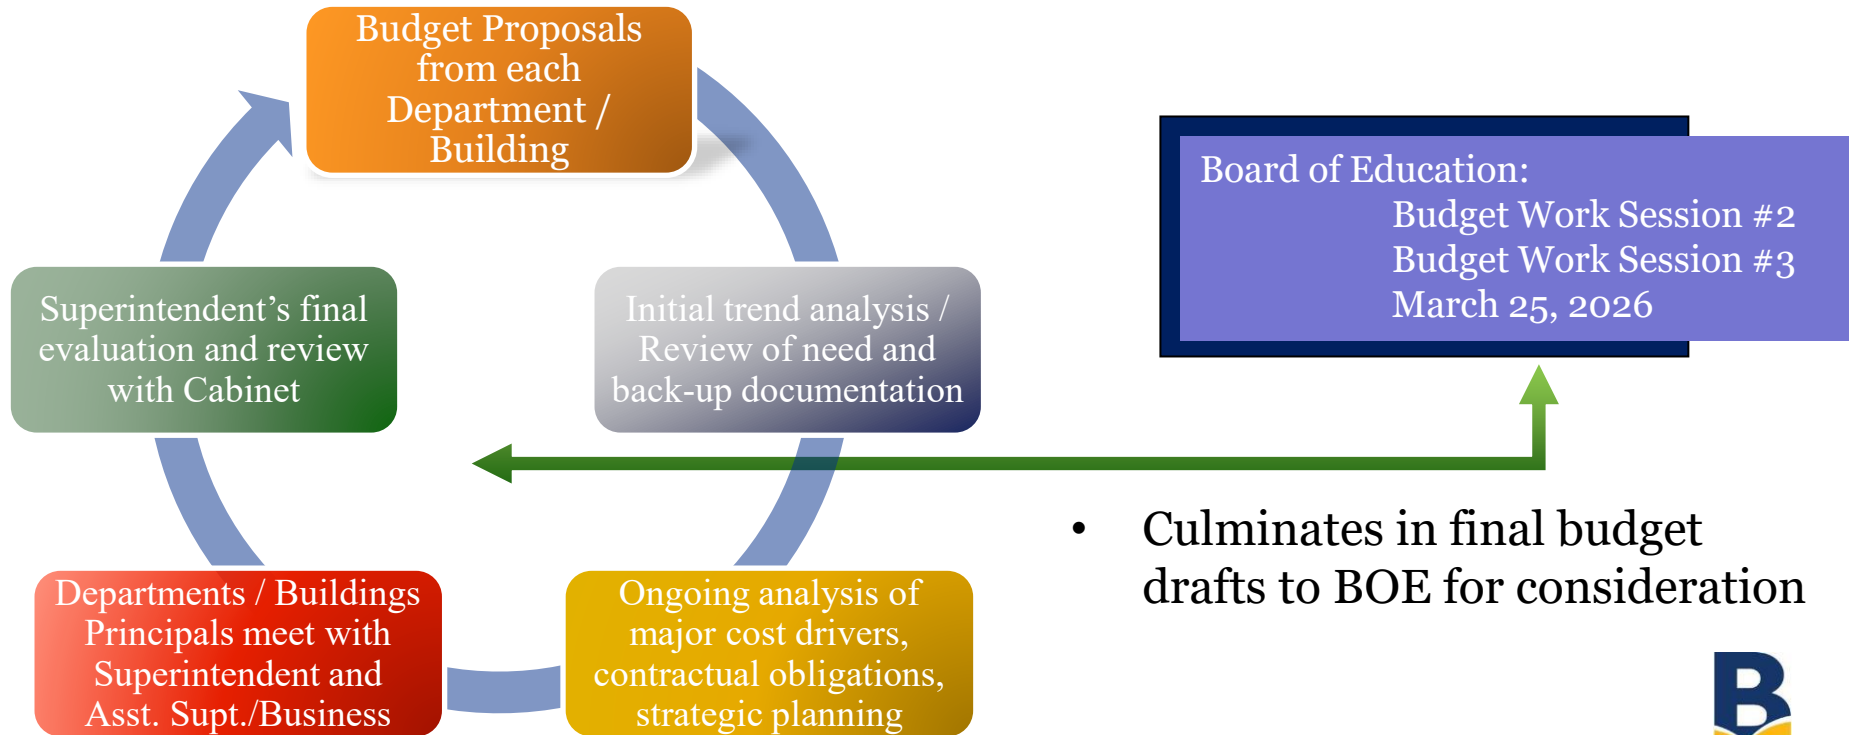 Budget Proposals
from each
Department /
Building
Initial trend analysis /
Review of need and
back-up documentation
Ongoing analysis of
major cost drivers,
contractual obligations,
strategic planning
Departments / Buildings
Principals meet with
Superintendent and
Asst. Supt./Business
Superintendent’s final
evaluation and review
with Cabinet
Board of Education:
Budget Work Session #2
Budget Work Session #3
March 25, 2026
• Culminates in final budget
drafts to BOE for consideration
B